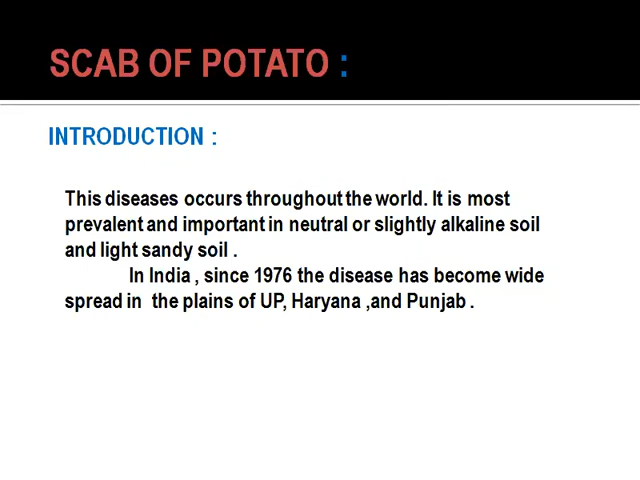 SCAB OF POTATO :
INTRODUCTION :
This diseases occurs throughout the world. It is most
prevalent and important in neutral or slightly alkaline soil
and light sandy soil .
In India , since 1976 the disease has become wide
spread in the plains of UP, Haryana ,and Punjab .